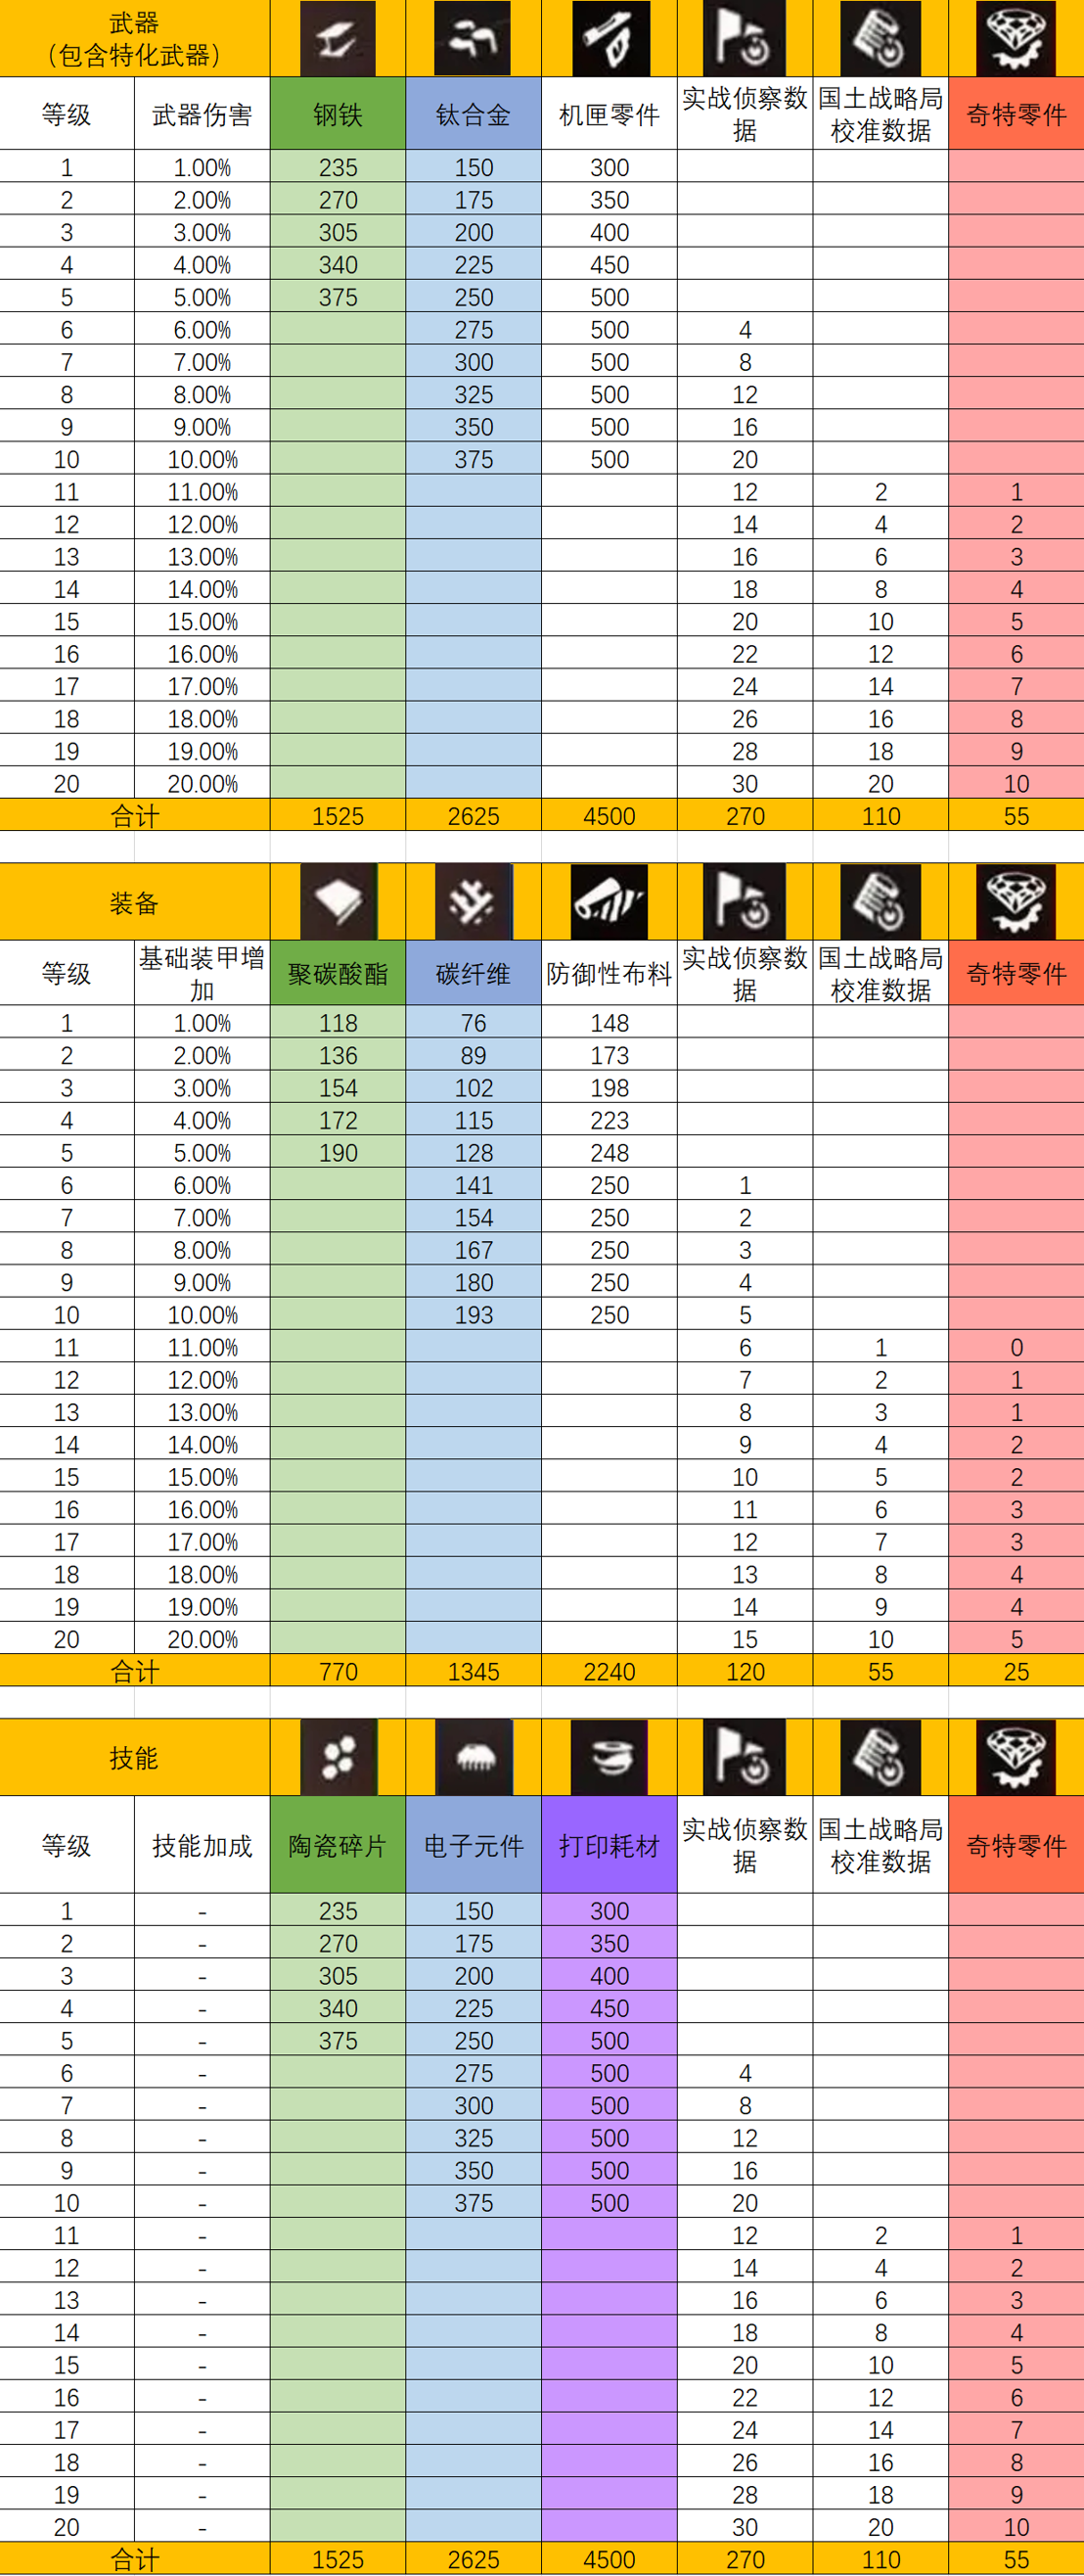 武器
（包含特化武器）
等级 武器伤害 钢铁 钛合金 机匣零件 实战侦察数据 国土战略局校准数据 奇特零件
1 1.00% 235 150 300
2 2.00% 270 175 350
3 3.00% 305 200 400
4 4.00% 340 225 450
5 5.00% 375 250 500
6 6.00% 275 500 4
7 7.00% 300 500 8
8 8.00% 325 500 12
9 9.00% 350 500 16
10 10.00% 375 500 20
11 11.00% 12 2 1
12 12.00% 14 4 2
13 13.00% 16 6 3
14 14.00% 18 8 4
15 15.00% 20 10 5
16 16.00% 22 12 6
17 17.00% 24 14 7
18 18.00% 26 16 8
19 19.00% 28 18 9
20 20.00% 30 20 10
合计 1525 2625 4500 270 110 55
装备
等级 基础装甲增加 聚碳酸酯 碳纤维 防御性布料 实战侦察数据 国土战略局校准数据 奇特零件
1 1.00% 118 76 148
2 2.00% 136 89 173
3 3.00% 154 102 198
4 4.00% 172 115 223
5 5.00% 190 128 248
6 6.00% 141 250 1
7 7.00% 154 250 2
8 8.00% 167 250 3
9 9.00% 180 250 4
10 10.00% 193 250 5
11 11.00% 6 1 0
12 12.00% 7 2 1
13 13.00% 8 3 1
14 14.00% 9 4 2
15 15.00% 10 5 2
16 16.00% 11 6 3
17 17.00% 12 7 3
18 18.00% 13 8 4
19 19.00% 14 9 4
20 20.00% 15 10 5
合计 770 1345 2240 120 55 25
技能
等级 技能加成 陶瓷碎片 电子元件 打印耗材 实战侦察数据 国土战略局校准数据 奇特零件
1 - 235 150 300
2 - 270 175 350
3 - 305 200 400
4 - 340 225 450
5 - 375 250 500
6 - 275 500 4
7 - 300 500 8
8 - 325 500 12
9 - 350 500 16
10 - 375 500 20
11 - 12 2 1
12 - 14 4 2
13 - 16 6 3
14 - 18 8 4
15 - 20 10 5
16 - 22 12 6
17 - 24 14 7
18 - 26 16 8
19 - 28 18 9
20 - 30 20 10
合计 1525 2625 4500 270 110 55